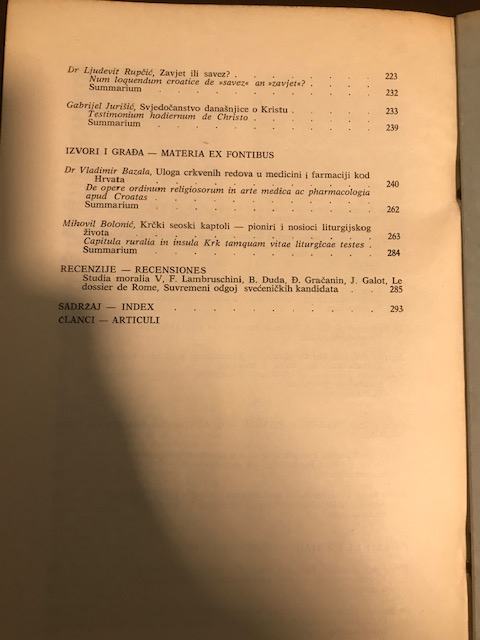 Dr Ljudevit Rupčić, Zavjet ili savez? . . . . . . . . 223
Num loquendum croatice de »savez« an »zavjet«? . . . .
Summarium . . . . . . . . . 232
Gabrijel Jurišić, Svjedočanstvo današnjice o Kristu . . . . . 233
Testimonium hodiernum de Christo . . . . . . .
Summarium . . . . . . . . . 239
IZVORI I GRAĐA — MATERIA EX FONTIBUS
Dr Vladimir Bazala, Uloga crkvenih redova u medicini i farmaciji kod
Hrvata . . . . . . . . . 240
De opere ordinum religiosorum in arte medica ac pharmacologia
apud Croatas . . . . . . . . .
Summarium . . . . . . . . . 262
Mihovil Bolonić, Krčki seoski kaptoli — pioniri i nosioci liturgijskog
života . . . . . . . . . 263
Capitula ruralia in insula Krk tamquam vitae liturgicae testes .
Summarium . . . . . . . . . 284
RECENZIJE — RECENSIONES
Studia moralia V, F. Lambruschini, B. Duda, Đ. Gračanin, J. Galot, Le
dossier de Rome, Suvremeni odgoj svećeničkih kandidata . . 285
SADRŽAJ — INDEX . . . . . . . . . 293
ČLANCI — ARTICULI